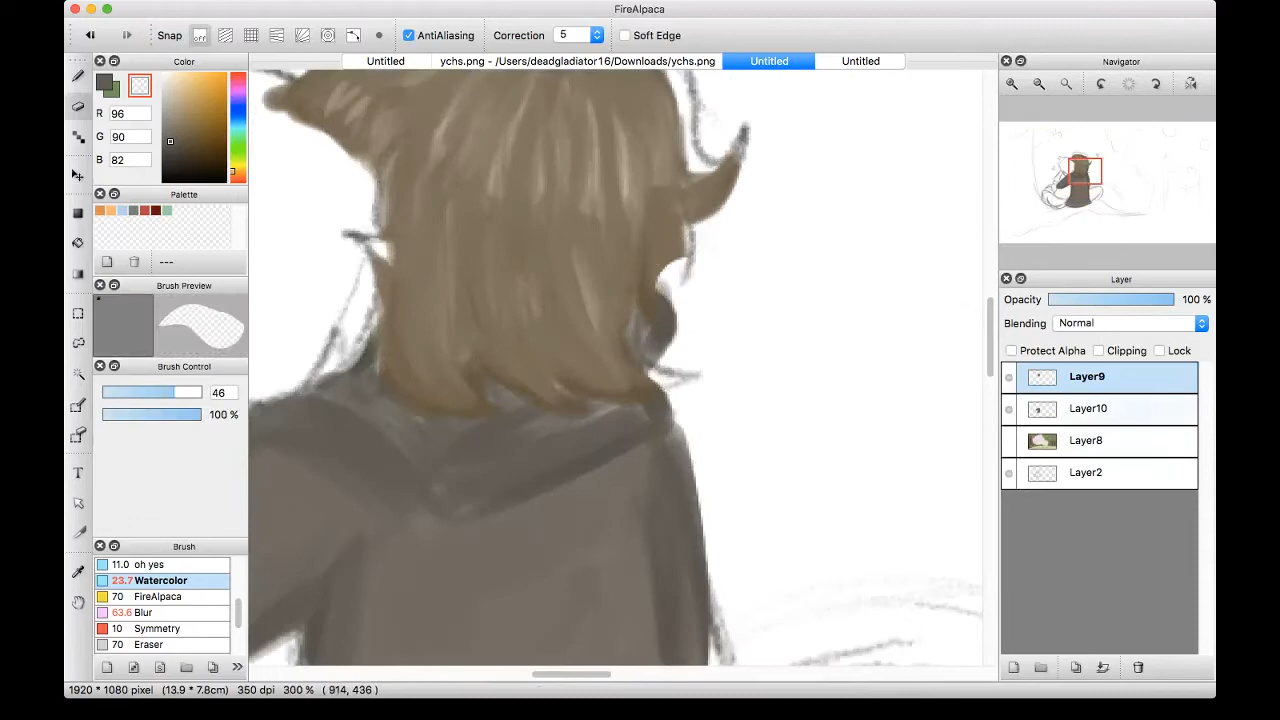 FireAlpaca
Snap
off
AntiAliasing
Correction
5
Soft Edge
Color
Untitled
ychs.png - /Users/deadgladiator16/Downloads/ychs.png
Untitled
Untitled
Navigator
R 96
G 90
B 82
Palette
---
Brush Preview
Brush Control
46
100 %
Layer
Opacity 100 %
Blending Normal
Protect Alpha Clipping Lock
Layer9
Layer10
Layer8
Layer2
T
Brush
11.0 oh yes
23.7 Watercolor
70 FireAlpaca
63.6 Blur
10 Symmetry
70 Eraser
1920 * 1080 pixel (13.9 * 7.8cm) 350 dpi 300 % ( 914, 436 )